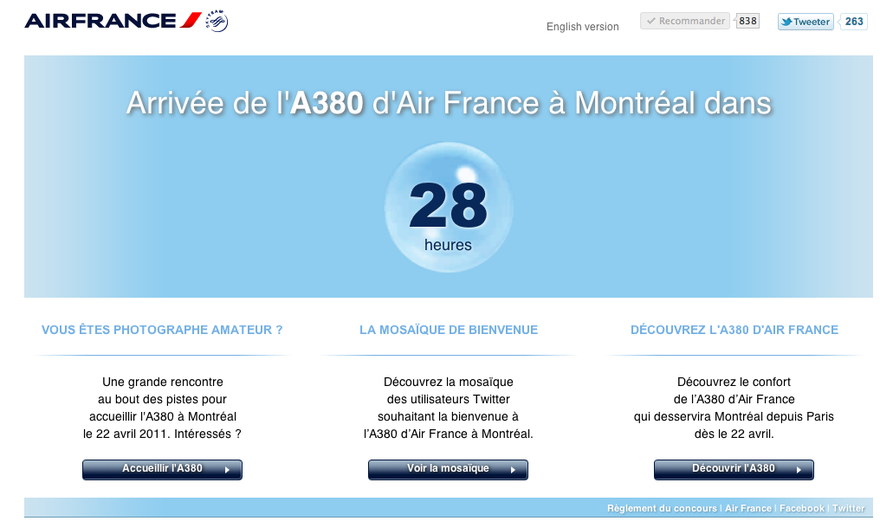 AIRFRANCE
English version
Recommander
838
Tweeter
263
Arrivée de l'A380 d'Air France à Montréal dans
28
heures
VOUS ÊTES PHOTOGRAPHE AMATEUR ?
Une grande rencontre
au bout des pistes pour
accueillir l'A380 à Montréal
le 22 avril 2011. Intéressés ?
Accueillir l'A380
LA MOSAÏQUE DE BIENVENUE
Découvrez la mosaïque
des utilisateurs Twitter
souhaitant la bienvenue à
l’A380 d’Air France à Montréal.
Voir la mosaïque
DÉCOUVREZ L'A380 D'AIR FRANCE
Découvrez le confort
de l’A380 d’Air France
qui desservira Montréal depuis Paris
dès le 22 avril.
Découvrir l'A380
Règlement du concours | Air France | Facebook | Twitter